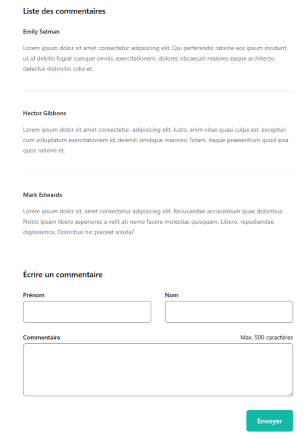 Liste des commentaires
Emily Selman
Lorem ipsum dolor sit amet consectetur adipisicing elit. Qui perferendis ratione eos ipsum incidunt,
ut id debitis fugiat cumque omnis, exercitationem, dolores obcaecati maiores eaque architecto
delectus distinctio odio et.
Hector Gibbons
Lorem ipsum dolor sit amet consectetur, adipisicing elit. Iusto, enim vitae quasi culpa est, excepturi
cum voluptatum exercitationem id, deleniti similique maiores! Totam, itaque praesentium quod ipsa
quos ratione et.
Mark Edwards
Lorem ipsum dolor sit, amet consectetur adipisicing elit. Recusandae accusantium quae doloribus.
Nobis ipsam libero asperiores a velit ab nemo facere molestias quisquam. Libero, repudiandae
dignissimos. Doloribus hic placeat soluta?
Écrire un commentaire
Prénom
Nom
Commentaire
Max. 500 caractères
Envoyer